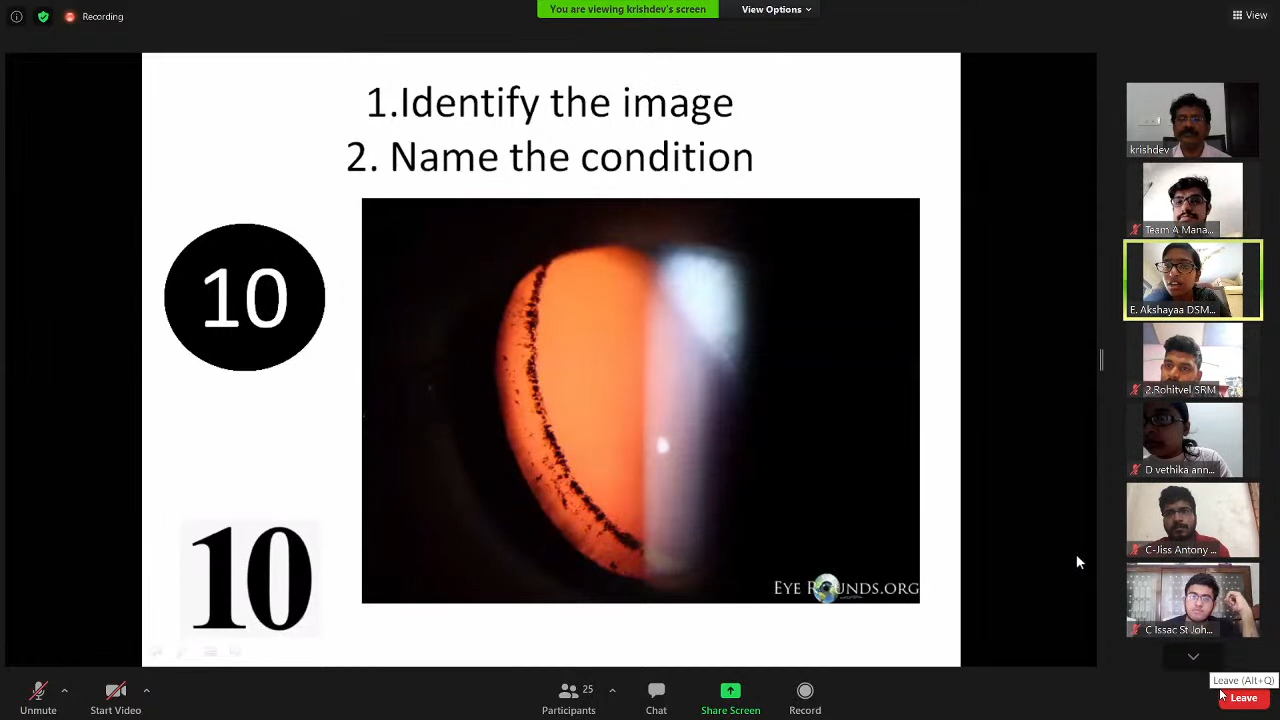 Recording
You are viewing krishdev's screen
View Options
View
1.Identify the image
2. Name the condition
10
10
EYE ROUNDS.ORG
krishdev
Team A Mana...
E. Akshayaa DSM...
2.Rohitvel SRM
D vethika ann...
C-Jiss Antony ...
C Issac St Joh...
Leave (Alt+Q)
Unmute
Start Video
25
Participants
Chat
Share Screen
Record
Leave